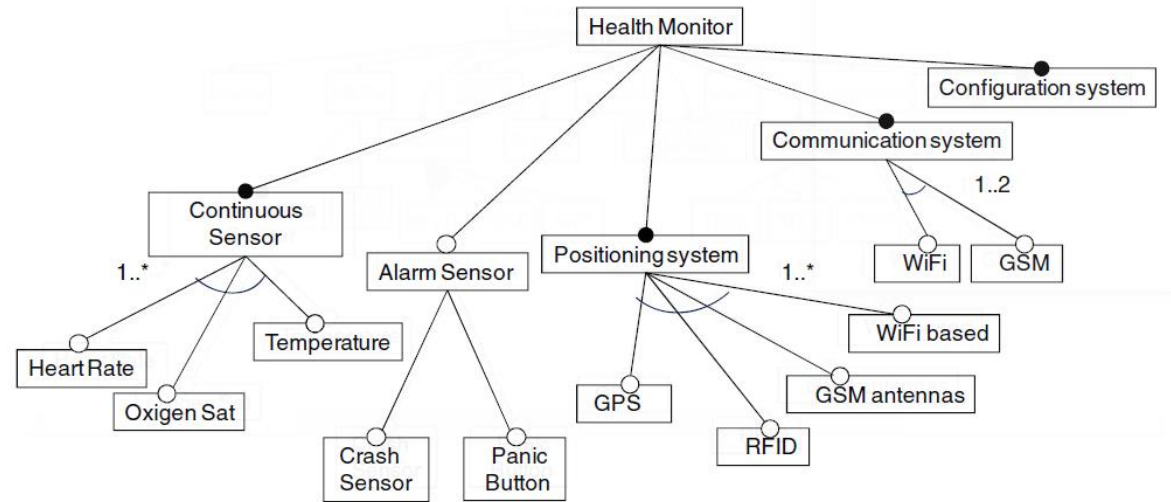 Health Monitor
Configuration system
Communication system
1..2
WiFi
GSM
Continuous
Sensor
1..*
Heart Rate
Oxigen Sat
Temperature
Alarm Sensor
Crash
Sensor
Panic
Button
Positioning system
1..*
GPS
RFID
GSM antennas
WiFi based